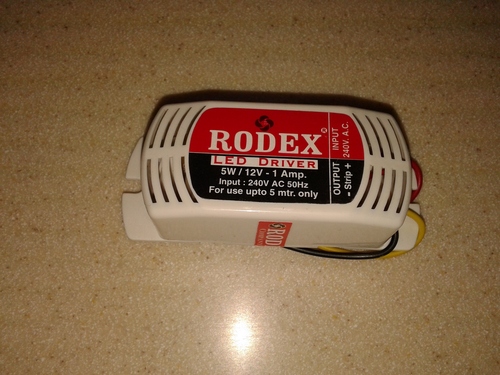 RODEX ©
LED DRIVER
5W / 12V - 1 Amp.
Input : 240V AC 50Hz
For use upto 5 mtr. only
INPUT
240V. A.C.
OUTPUT
- Strip +
ROD